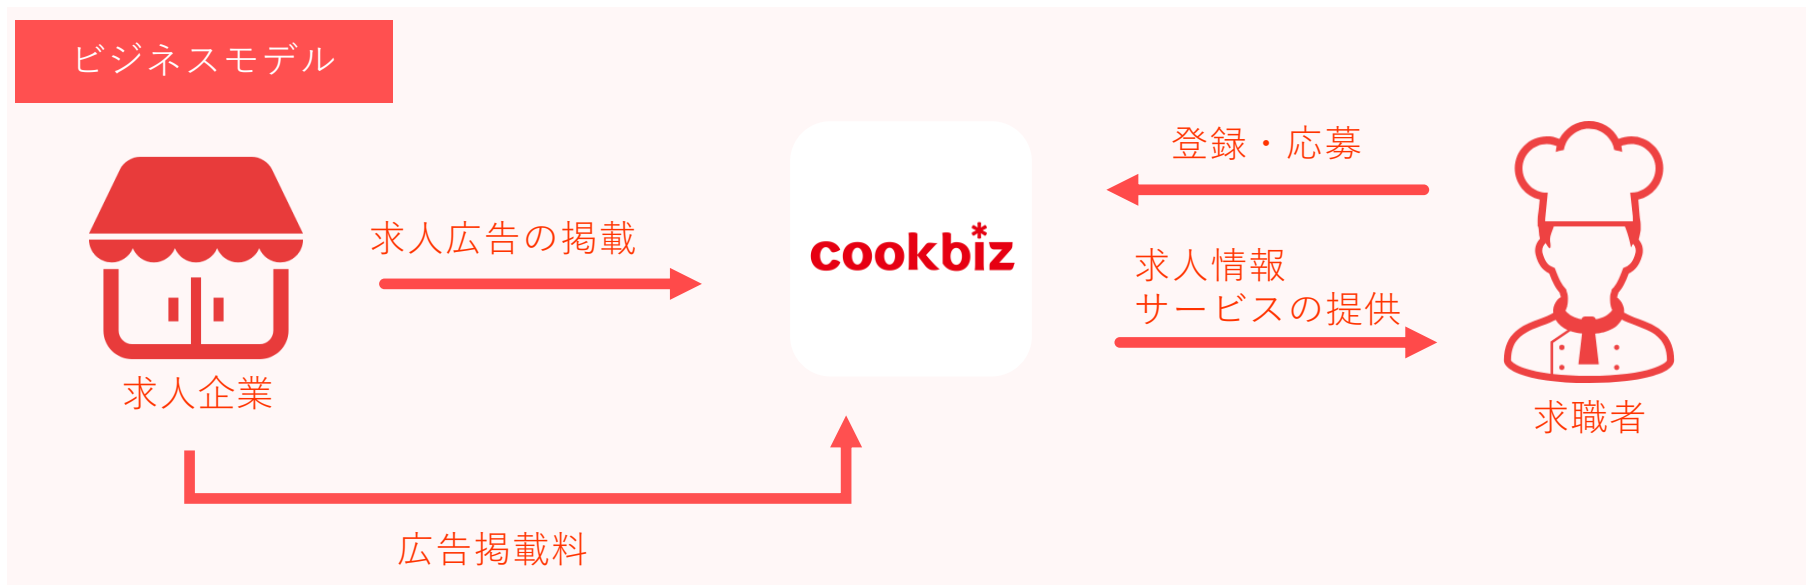 ビジネスモデル
求人広告の掲載
求人企業
広告掲載料
cookbiz
登録・応募
求人情報
サービスの提供
求職者